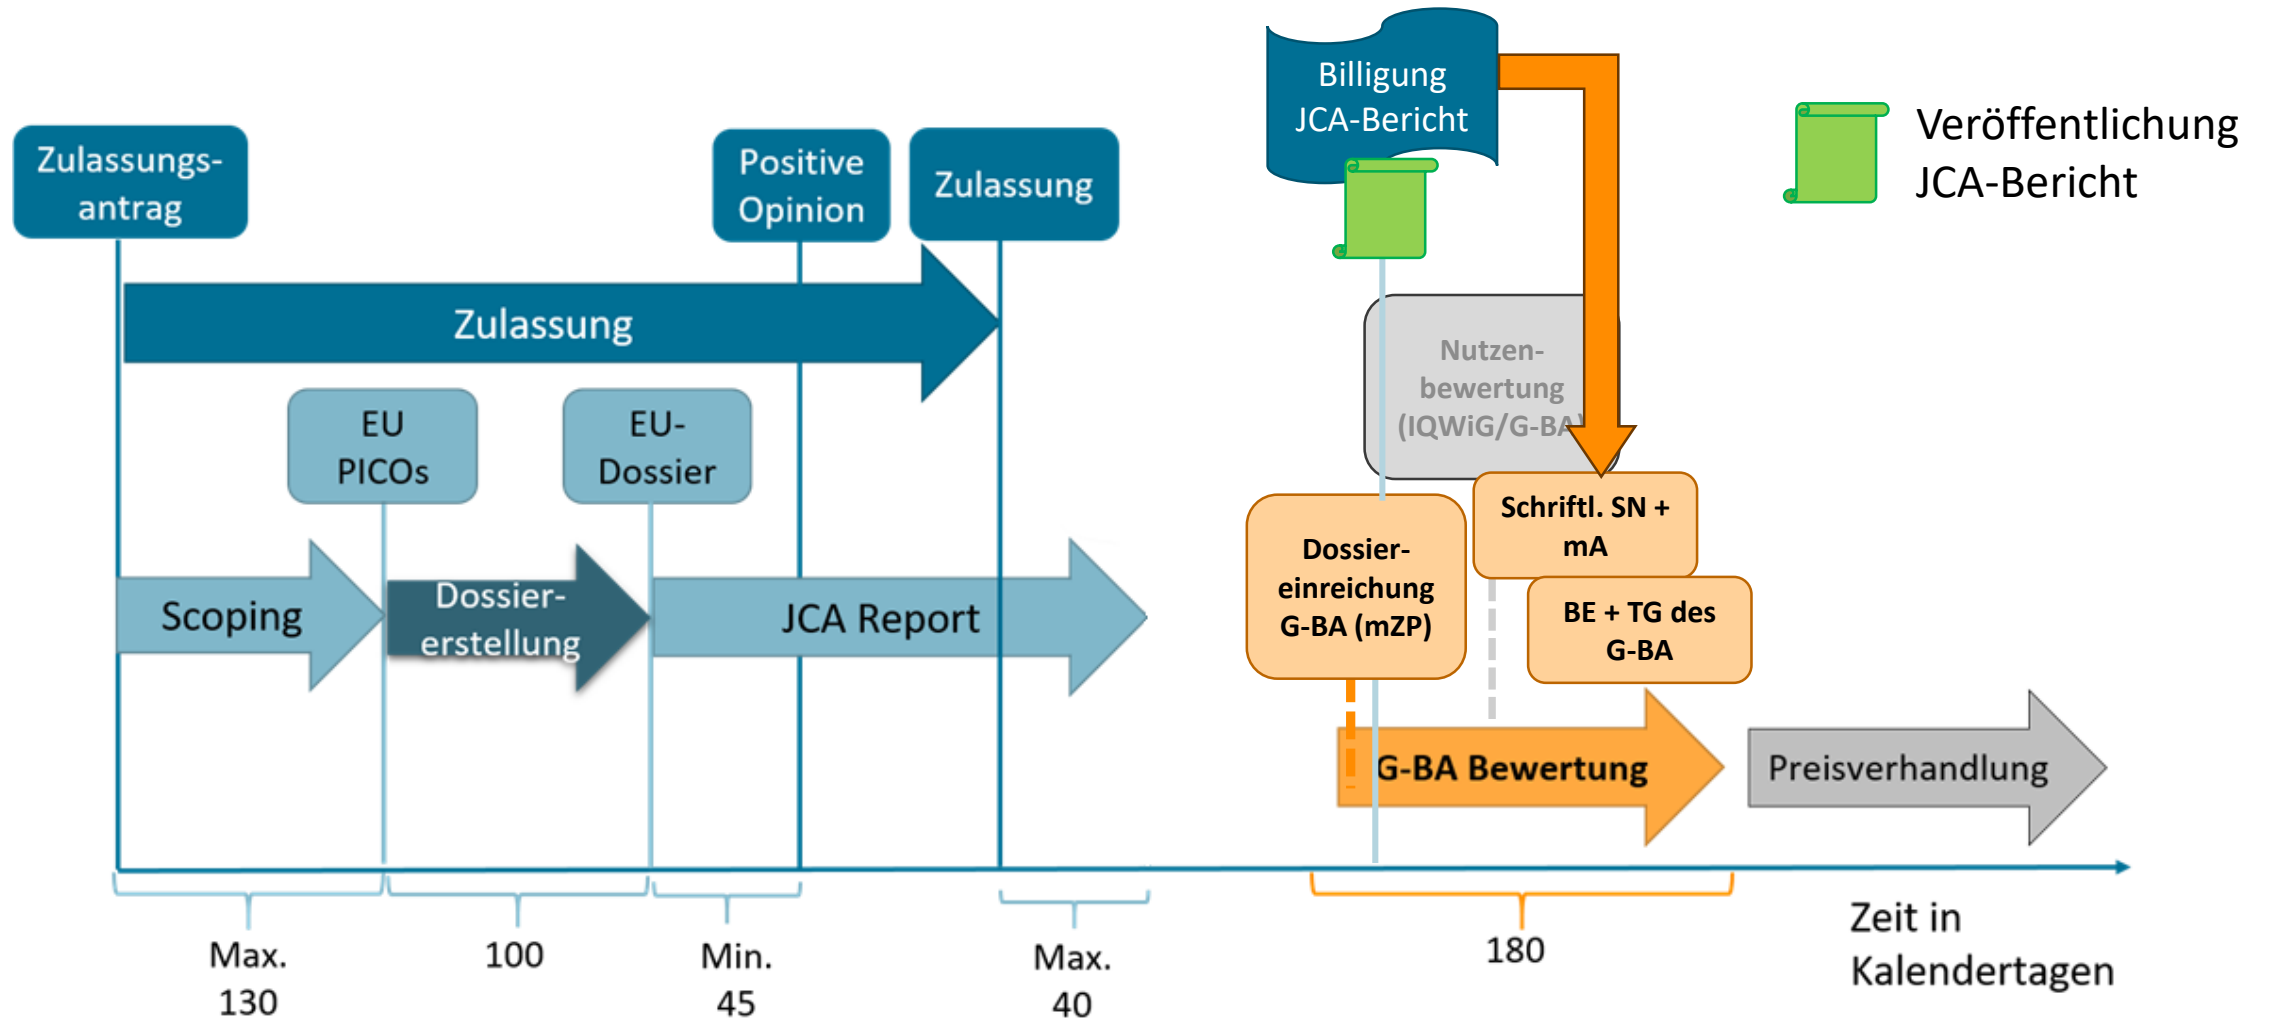 Billigung
JCA-Bericht
Veröffentlichung
JCA-Bericht
Zulassungs-
antrag
Positive
Opinion
Zulassung
Zulassung
Nutzen-
bewertung
(IQWiG/G-BA)
EU
PICOs
EU-
Dossier
Schriftl. SN +
mA
Dossier-
einreichung
G-BA (mZP)
BE + TG des
G-BA
Scoping
Dossier-
erstellung
JCA Report
G-BA Bewertung
Preisverhandlung
Max.
130
100
Min.
45
Max.
40
180
Zeit in
Kalendertagen